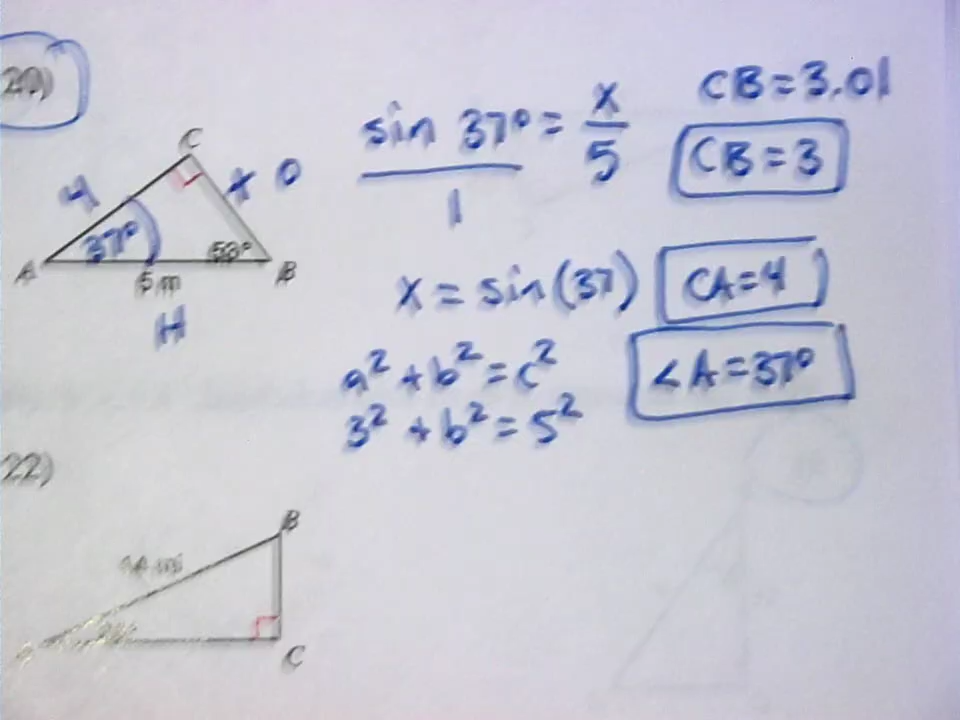 20)
sin 37° = x/5
1
CB = 3.01
CB = 3
C
4
x O
37°
53°
A
5 m
B
H
x = sin(37)
CA = 4
a² + b² = c²
<A = 37°
3² + b² = 5²
22)
B
C